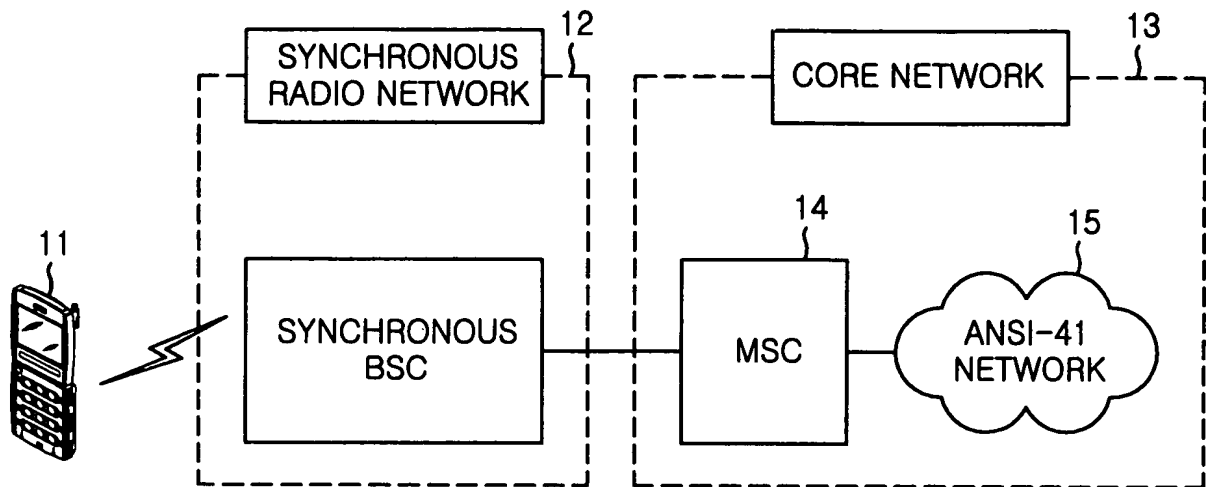 12
13
SYNCHRONOUS
RADIO NETWORK
CORE NETWORK
11
14
15
SYNCHRONOUS
BSC
MSC
ANSI-41
NETWORK